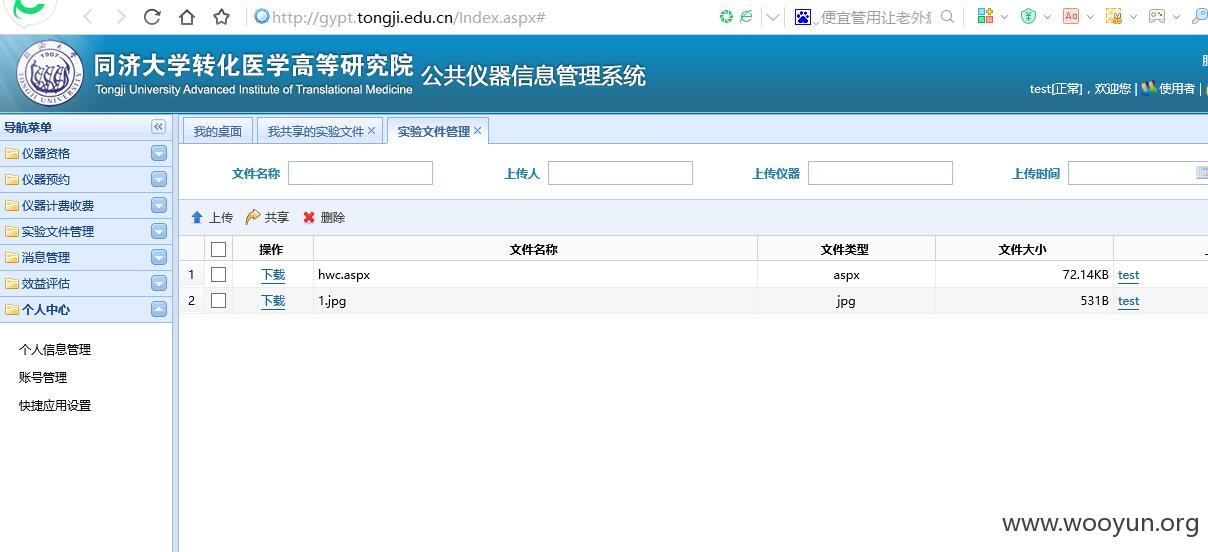 http://gypt.tongji.edu.cn/Index.aspx#
便宜管用让老外
同济大学转化医学高等研究院 公共仪器信息管理系统
Tongji University Advanced Institute of Translational Medicine
test[正常]，欢迎您 | 使用者 |
导航菜单
仪器资格
仪器预约
仪器计费收费
实验文件管理
消息管理
效益评估
个人中心
个人信息管理
账号管理
快捷应用设置
我的桌面 我共享的实验文件 × 实验文件管理 ×
文件名称 上传人 上传仪器 上传时间
上传 共享 删除
操作 文件名称 文件类型 文件大小
1 下载 hwc.aspx aspx 72.14KB test
2 下载 1.jpg jpg 531B test
www.wooyun.org